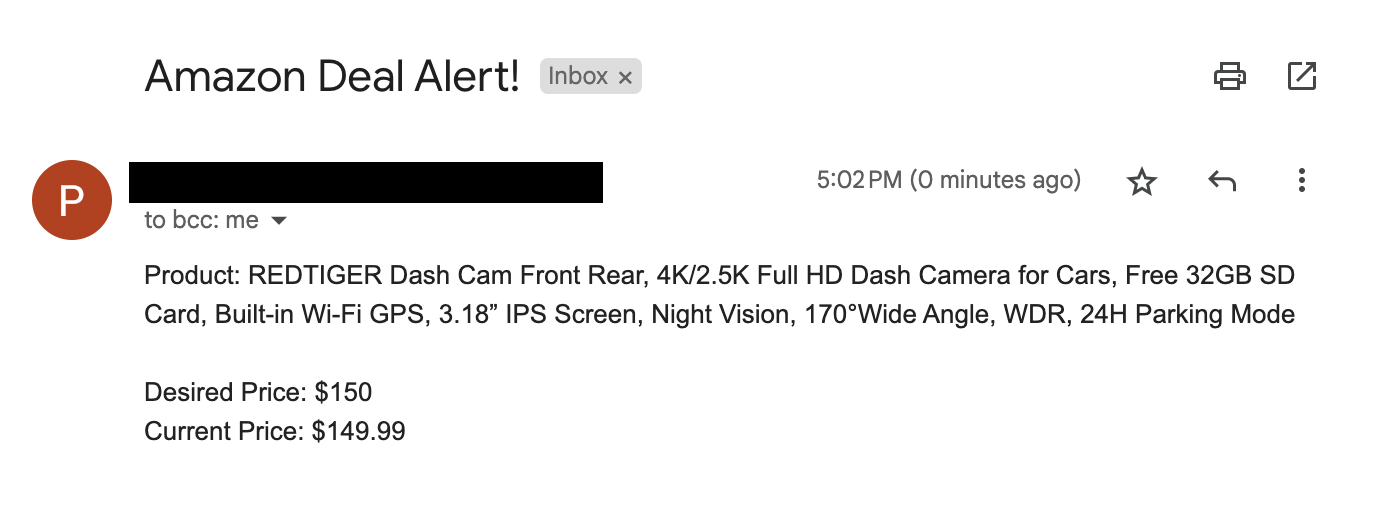 Amazon Deal Alert! Inbox ×
P
5:02 PM (0 minutes ago)
to bcc: me
Product: REDTIGER Dash Cam Front Rear, 4K/2.5K Full HD Dash Camera for Cars, Free 32GB SD
Card, Built-in Wi-Fi GPS, 3.18” IPS Screen, Night Vision, 170°Wide Angle, WDR, 24H Parking Mode
Desired Price: $150
Current Price: $149.99